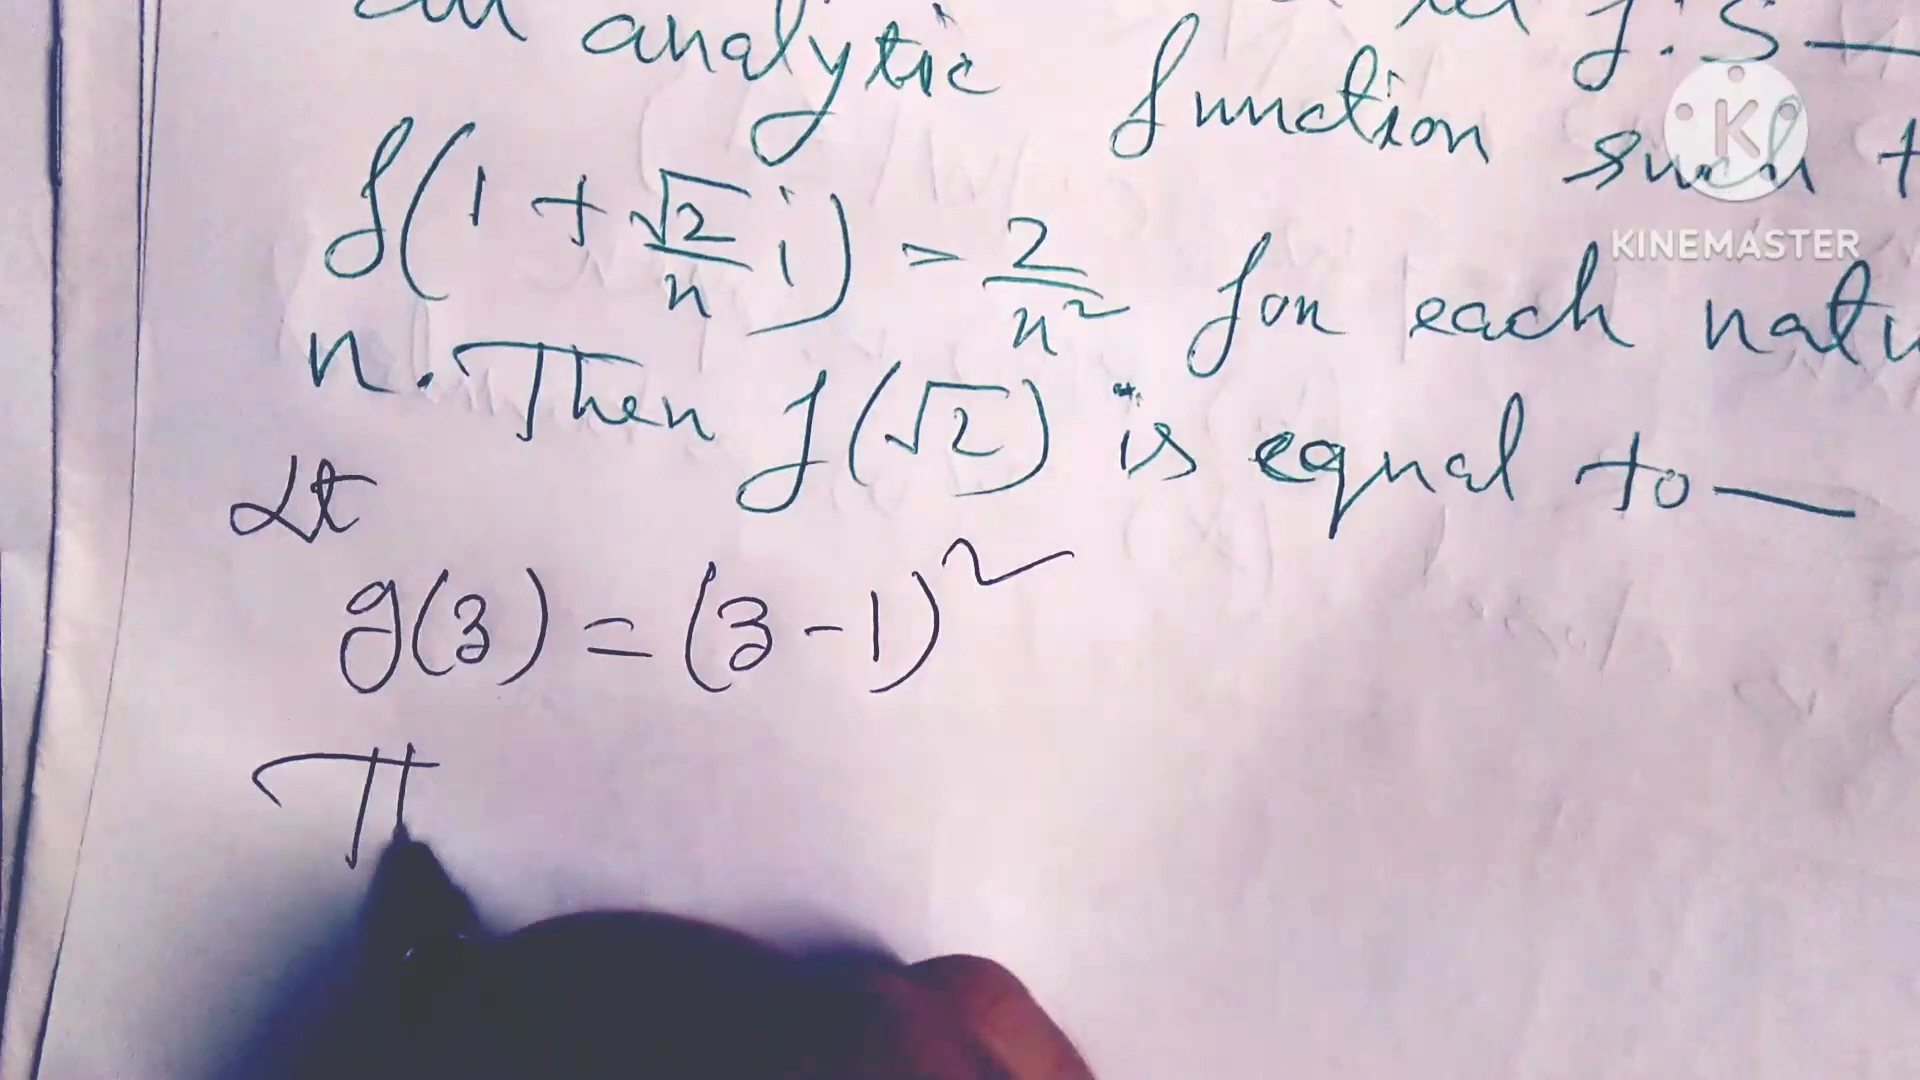 an analytic function such t
f(1 + √2/n i) = 2/n² for each natu
n. Then f(√2) is equal to—
Lt
g(z) = (z-1)²
K
KINEMASTER